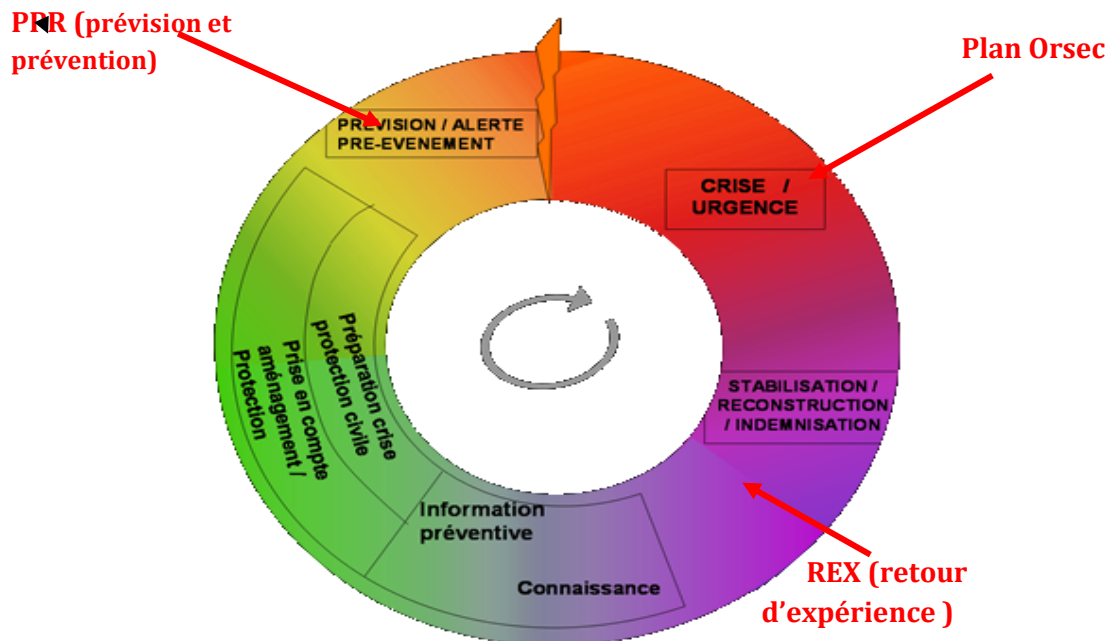 PPR (prévision et
prévention)
Plan Orsec
PREVISION / ALERTE
PRE-EVENEMENT
CRISE /
URGENCE
STABILISATION /
RECONSTRUCTION
/ INDEMNISATION
Préparation crise
protection civile
Prise en compte
aménagement /
Protection
Information
préventive
Connaissance
REX (retour
d’expérience )